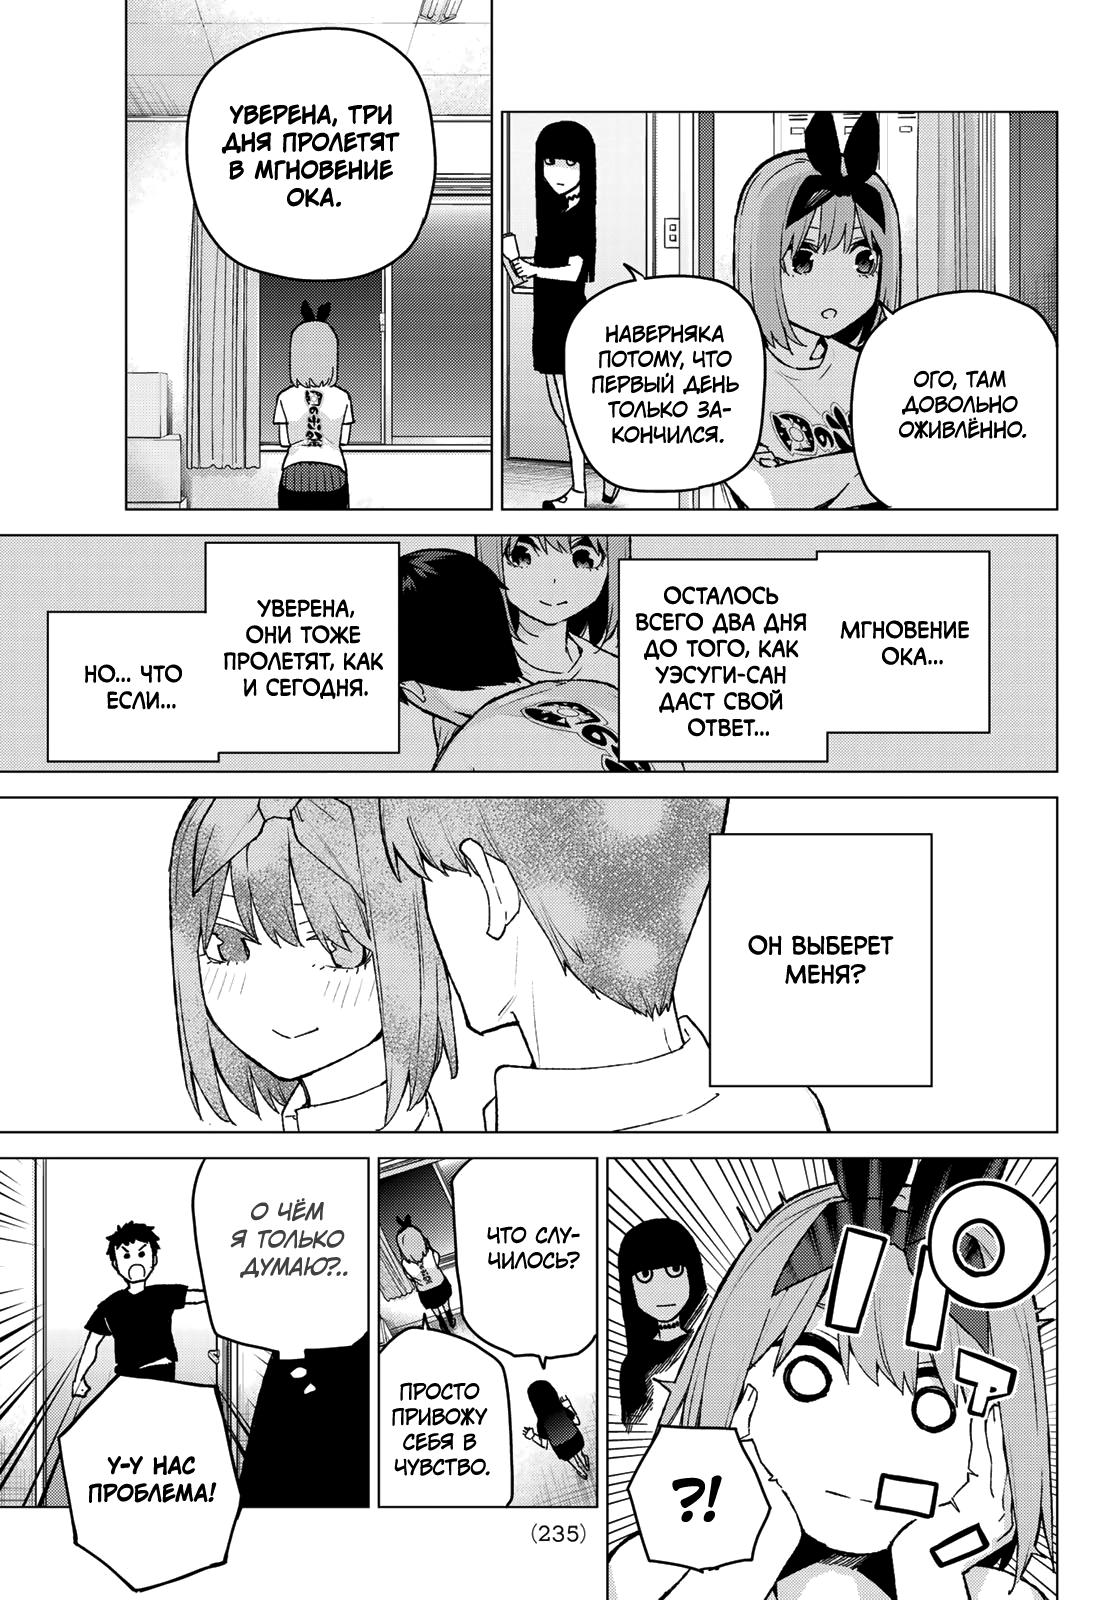 ОГО, ТАМ
ДОВОЛЬНО
ОЖИВЛЁННО.
НАВЕРНЯКА
ПОТОМУ, ЧТО
ПЕРВЫЙ ДЕНЬ
ТОЛЬКО ЗА-
КОНЧИЛСЯ.
УВЕРЕНА, ТРИ
ДНЯ ПРОЛЕТЯТ
В МГНОВЕНИЕ
ОКА.
МГНОВЕНИЕ
ОКА...
ОСТАЛОСЬ
ВСЕГО ДВА ДНЯ
ДО ТОГО, КАК
УЭСУГИ-САН
ДАСТ СВОЙ
ОТВЕТ...
УВЕРЕНА,
ОНИ ТОЖЕ
ПРОЛЕТЯТ, КАК
И СЕГОДНЯ.
НО... ЧТО
ЕСЛИ...
ОН ВЫБЕРЕТ
МЕНЯ?
?!
ЧТО СЛУ-
ЧИЛОСЬ?
ПРОСТО
ПРИВОЖУ
СЕБЯ В
ЧУВСТВО.
О ЧЁМ
Я ТОЛЬКО
ДУМАЮ?..
У-У НАС
ПРОБЛЕМА!
(235)